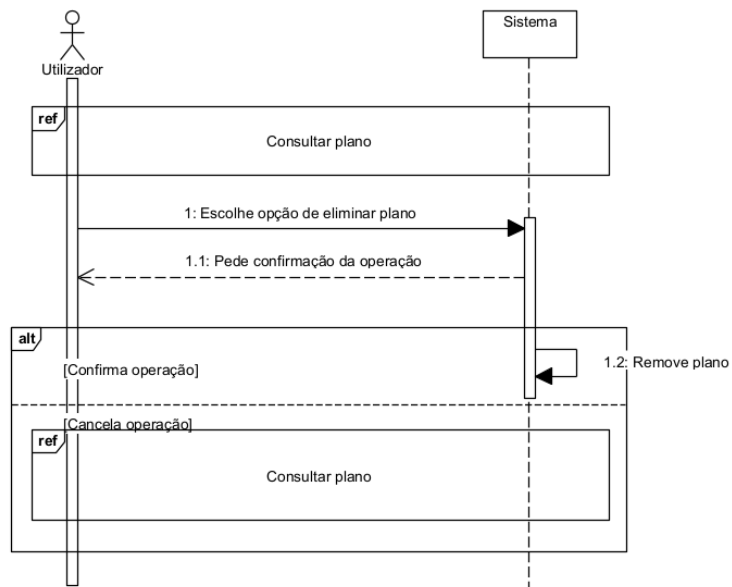 Utilizador
Sistema
ref
Consultar plano
1: Escolhe opção de eliminar plano
1.1: Pede confirmação da operação
alt
[Confirma operação]
1.2: Remove plano
[Cancela operação]
ref
Consultar plano